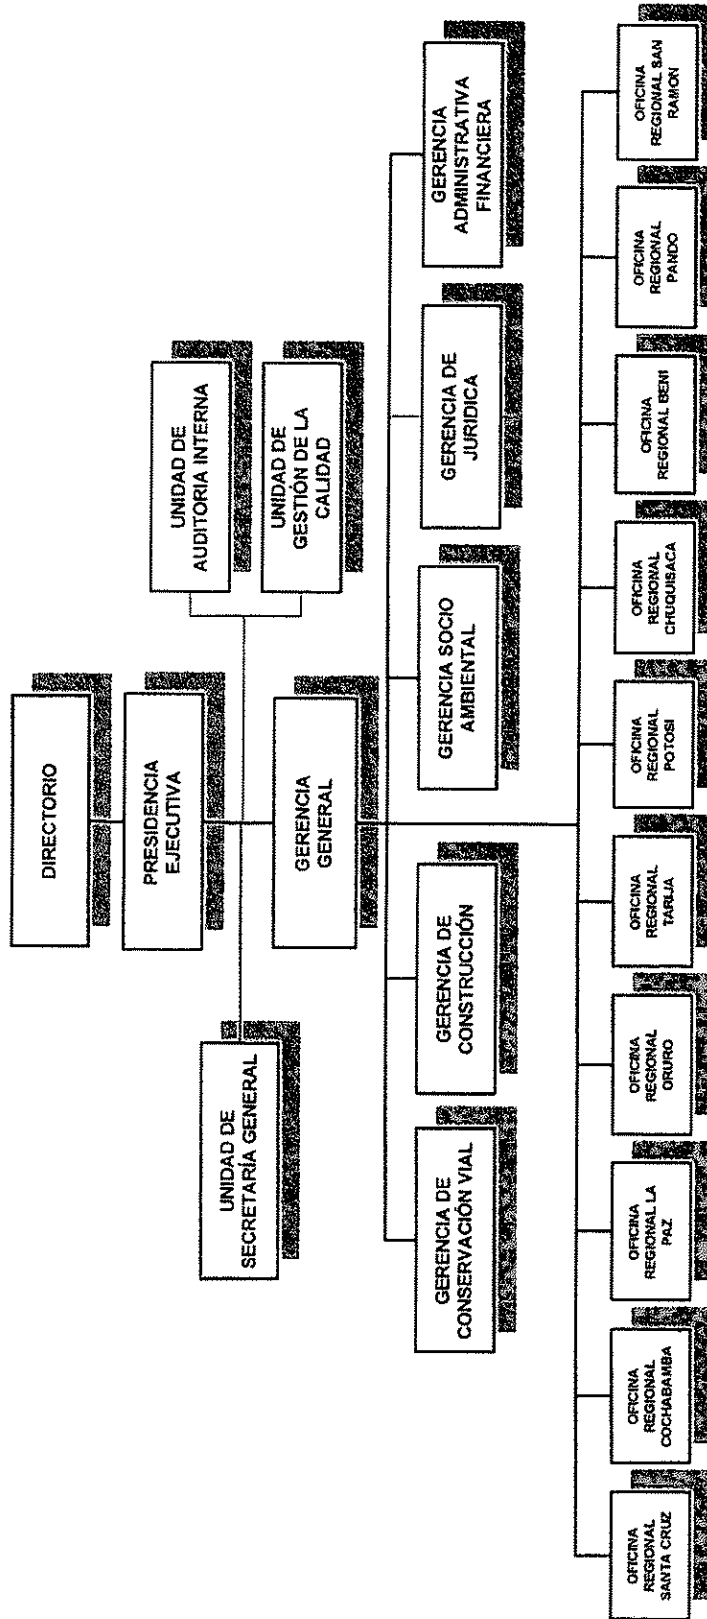 DIRECTORIO
PRESIDENCIA
EJECUTIVA
UNIDAD DE
SECRETARÍA GENERAL
UNIDAD DE
AUDITORIA INTERNA
UNIDAD DE
GESTIÓN DE LA
CALIDAD
GERENCIA
GENERAL
GERENCIA DE
CONSERVACIÓN VIAL
GERENCIA DE
CONSTRUCCIÓN
GERENCIA SOCIO
AMBIENTAL
GERENCIA DE
JURIDICA
GERENCIA
ADMINISTRATIVA
FINANCIERA
OFICINA
REGIONAL
SANTA CRUZ
OFICINA
REGIONAL
COCHABAMBA
OFICINA
REGIONAL LA
PAZ
OFICINA
REGIONAL
ORURO
OFICINA
REGIONAL
TARIJA
OFICINA
REGIONAL
POTOSI
OFICINA
REGIONAL
CHUQUISACA
OFICINA
REGIONAL BENI
OFICINA
REGIONAL
PANDO
OFICINA
REGIONAL SAN
RAMON